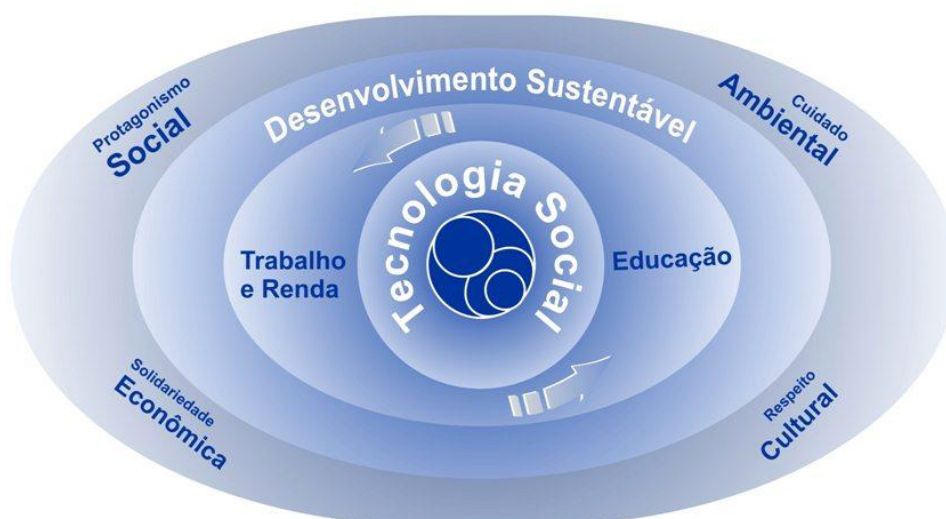 Protagonismo
Social
Desenvolvimento Sustentável
Cuidado
Ambiental
Tecnologia Social
Trabalho
e Renda
Educação
Solidariedade
Econômica
Respeito
Cultural